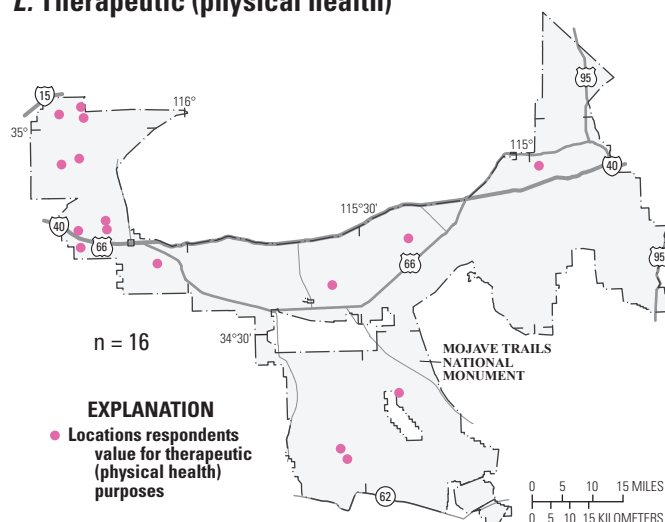 L. Therapeutic (physical health)
15
95
116°
35°
115°
40
115°30'
40
66
66
95
n = 16
34°30'
MOJAVE TRAILS
NATIONAL
MONUMENT
EXPLANATION
Locations respondents
value for therapeutic
(physical health)
purposes
62
0 5 10 15 MILES
0 5 10 15 KILOMETERS